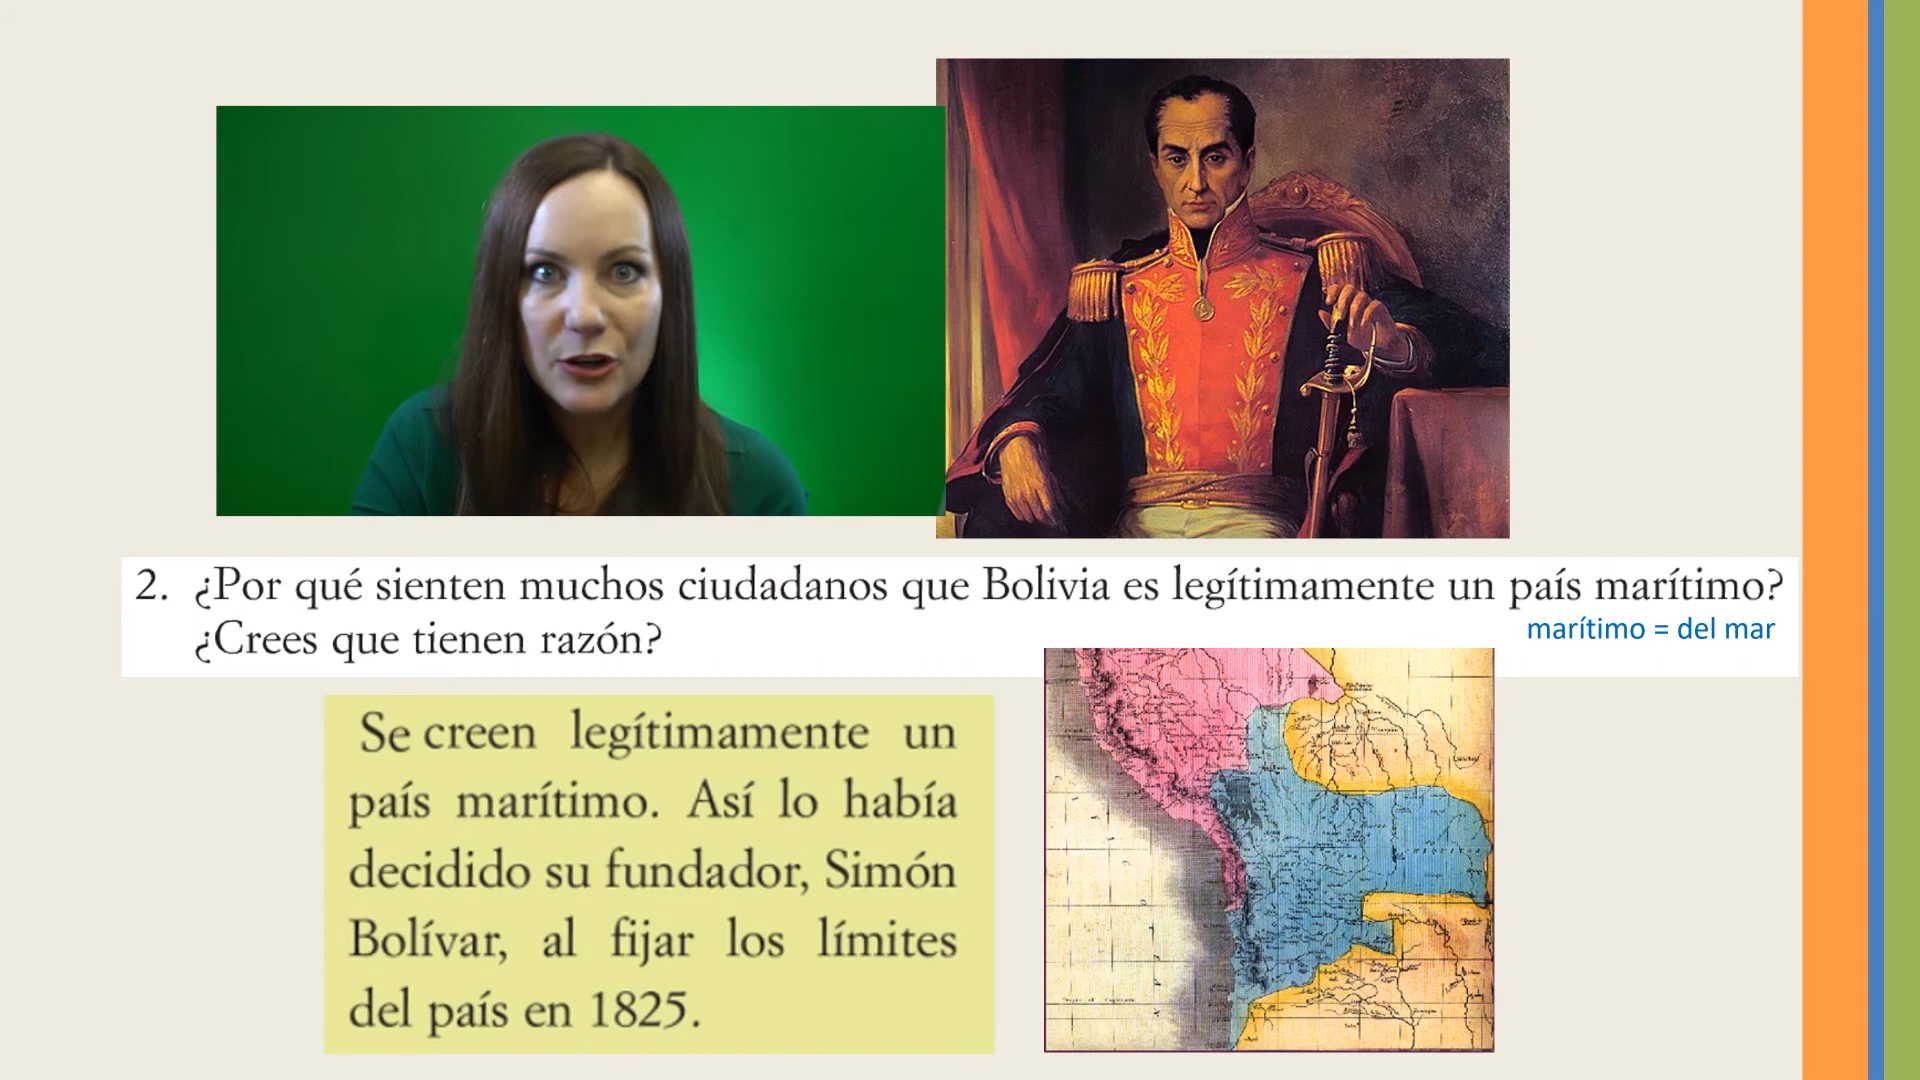 2. ¿Por qué sienten muchos ciudadanos que Bolivia es legítimamente un país marítimo?
¿Crees que tienen razón?
marítimo = del mar
Se creen legítimamente un
país marítimo. Así lo había
decidido su fundador, Simón
Bolívar, al fijar los límites
del país en 1825.